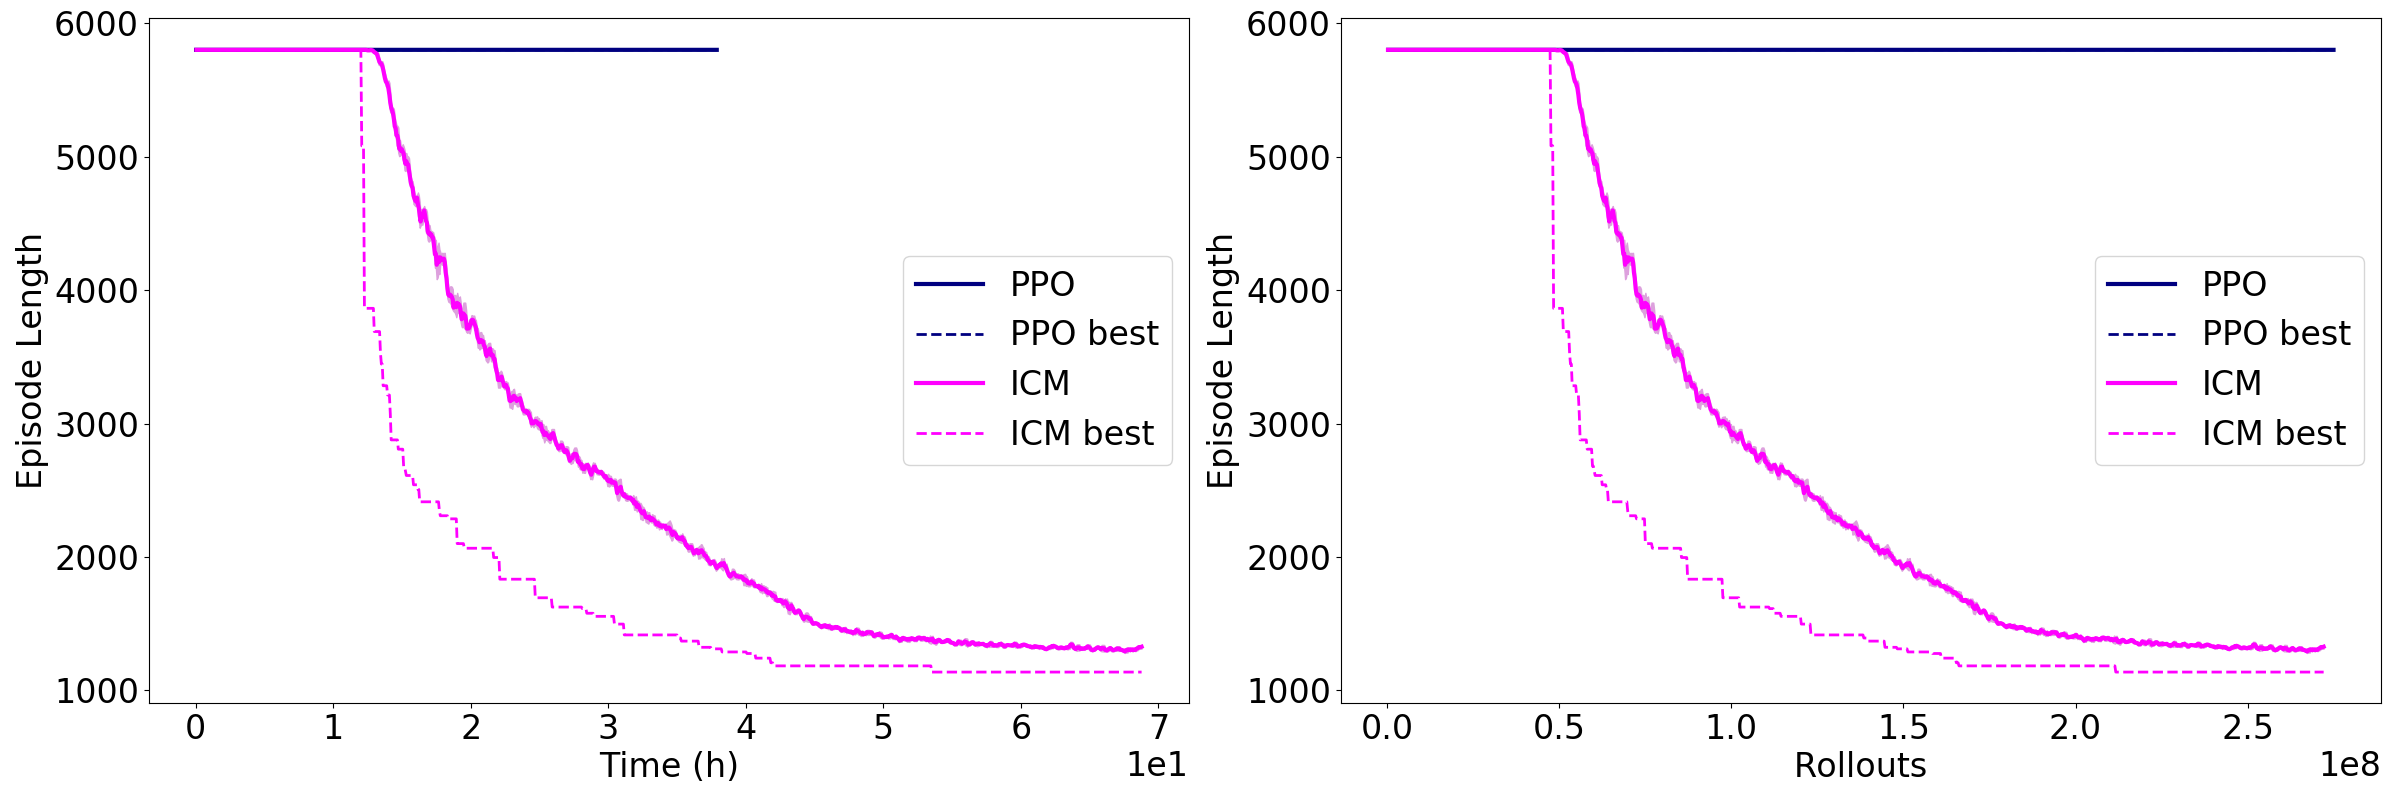 6000
5000
4000
3000
2000
1000
Episode Length
0 1 2 3 4 5 6 7
Time (h)
1e1
PPO
PPO best
ICM
ICM best
6000
5000
4000
3000
2000
1000
Episode Length
0.0 0.5 1.0 1.5 2.0 2.5
Rollouts
1e8
PPO
PPO best
ICM
ICM best